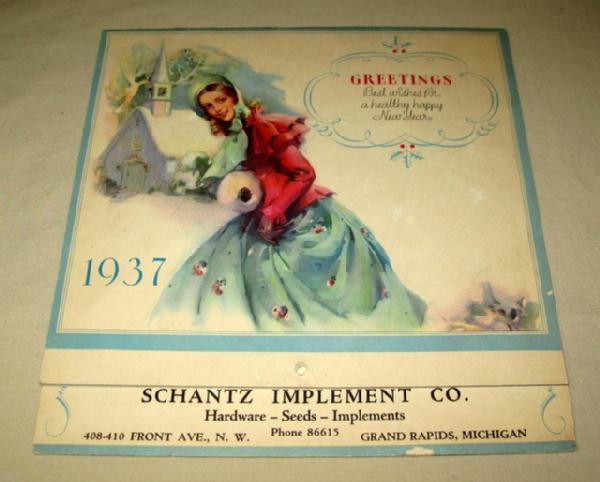 GREETINGS
Best wishes for
a healthy happy
New Year.
1937
SCHANTZ IMPLEMENT CO.
Hardware - Seeds - Implements
408-410 FRONT AVE., N. W. Phone 86615 GRAND RAPIDS, MICHIGAN